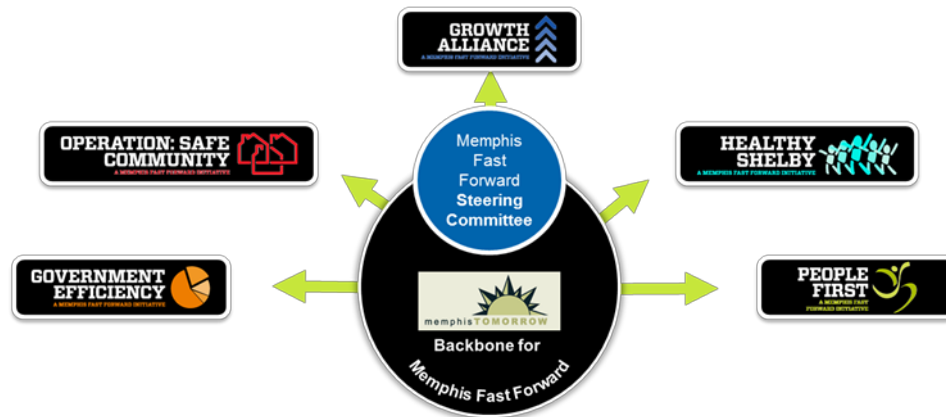 GROWTH
ALLIANCE
A MEMPHIS FAST FORWARD INITIATIVE
OPERATION: SAFE
COMMUNITY
A MEMPHIS FAST FORWARD INITIATIVE
Memphis
Fast
Forward
Steering
Committee
HEALTHY
SHELBY
A MEMPHIS FAST FORWARD INITIATIVE
GOVERNMENT
EFFICIENCY
A MEMPHIS FAST FORWARD INITIATIVE
memphisTOMORROW
Backbone for
Memphis Fast Forward
PEOPLE
FIRST
A MEMPHIS FAST
FORWARD INITIATIVE